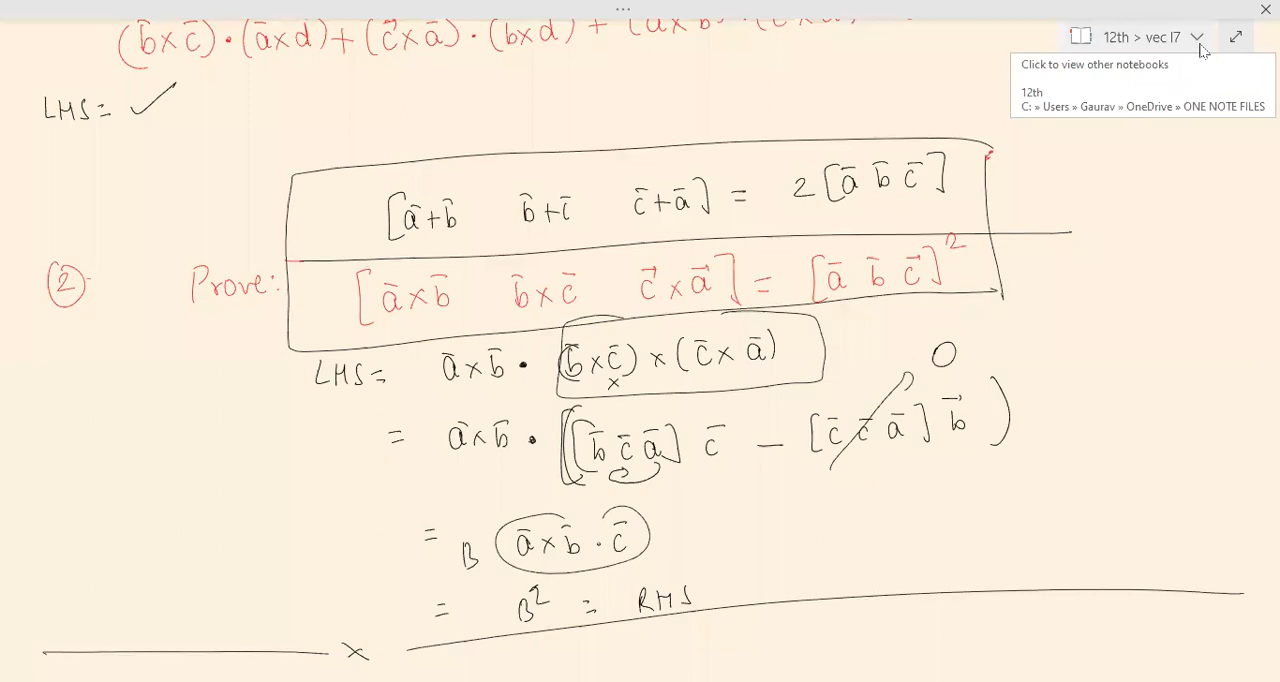 (b̄×c̄)·(ā×d)+(c⃗×ā)·(b×d)+
12th > vec l7
Click to view other notebooks
12th
C: » Users » Gaurav » OneDrive » ONE NOTE FILES
LHS = ✓
[ā+b̄ b̄+c̄ c̄+ā] = 2[ā b̄ c̄]
② Prove: [ā×b̄ b̄×c̄ c⃗×a⃗] = [ā b̄ c⃗]²
LHS = ā×b̄ · (b̄×c̄)×(c̄×ā)
x
0
= ā×b̄ · ([b̄ c̄ ā] c̄ − [c̄ c̄ ā] b⃗)
= B ā×b̄ · c̄
= B² = RHS
x